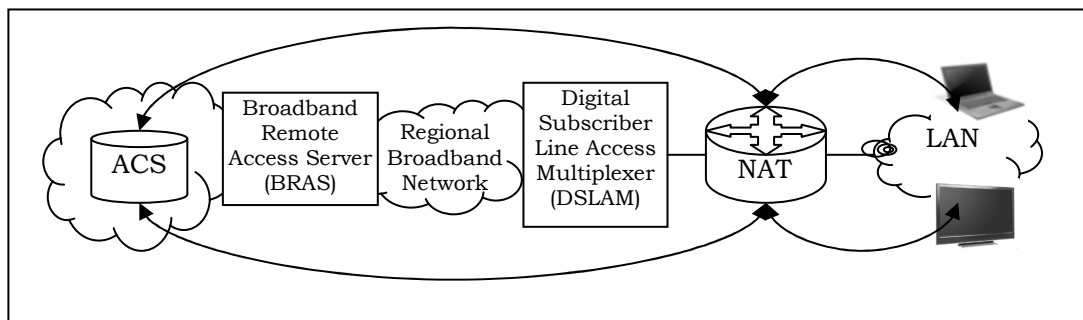 ACS
Broadband
Remote
Access Server
(BRAS)
Regional
Broadband
Network
Digital
Subscriber
Line Access
Multiplexer
(DSLAM)
NAT
LAN